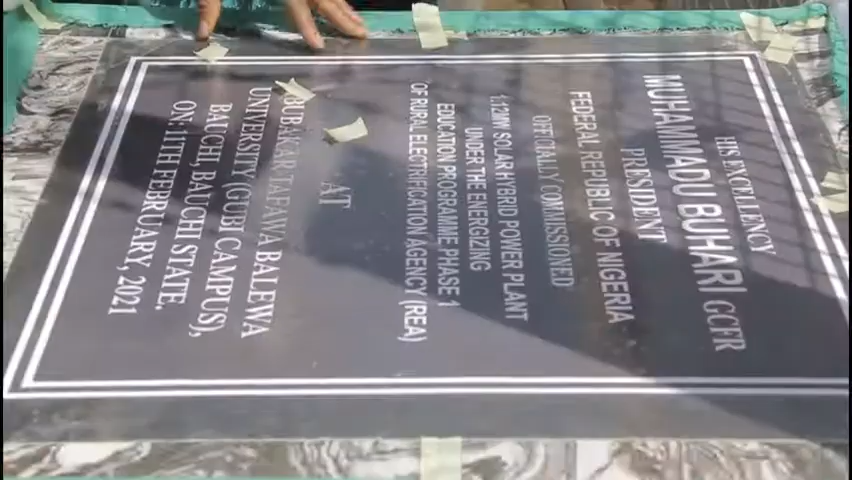 HIS EXCELLENCY
MUHAMMADU BUHARI GCFR
PRESIDENT
FEDERAL REPUBLIC OF NIGERIA
OFFICIALLY COMMISSIONED
1.12MW SOLAR HYBRID POWER PLANT
UNDER THE ENERGIZING
EDUCATION PROGRAMME PHASE 1
OF RURAL ELECTRIFICATION AGENCY (REA)
AT
ABUBAKAR TAFAWA BALEWA
UNIVERSITY (GUBI CAMPUS),
BAUCHI, BAUCHI STATE.
ON: 11TH FEBRUARY, 2021